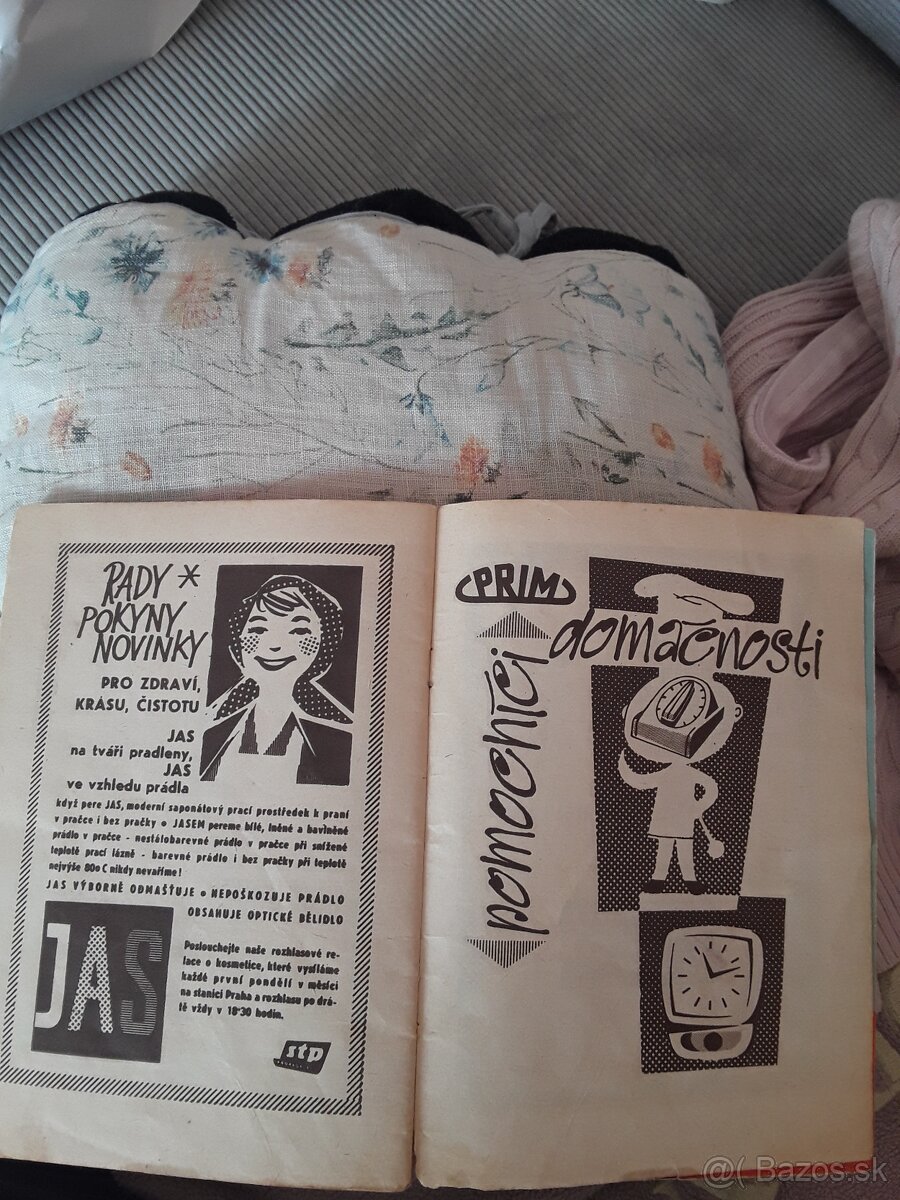 RADY *
POKYNY
NOVINKY
PRO ZDRAVÍ,
KRÁSU, ČISTOTU
JAS
na tváři pradleny,
JAS
ve vzhledu prádla
když pere JAS, moderní saponátový prací prostředek k praní
v pračce i bez pračky • JASEM pereme bílé, lněné a bavlněné
prádlo v pračce - nestálobarevné prádlo v pračce při snížené
teplotě prací lázně - barevné prádlo i bez pračky při teplotě
nejvýše 80° C nikdy nevaříme!
JAS VÝBORNĚ ODMAŠŤUJE • NEPOŠKOZUJE PRÁDLO
OBSAHUJE OPTICKÉ BĚLIDLO
JAS
Poslouchejte naše rozhlasové re-
lace o kosmetice, které vysíláme
každé první pondělí v měsíci
na stanici Praha a rozhlasu po drá-
tě vždy v 18·30 hodin.
stp
PRIM
pomocníci
domácnosti
@( Bazos.sk